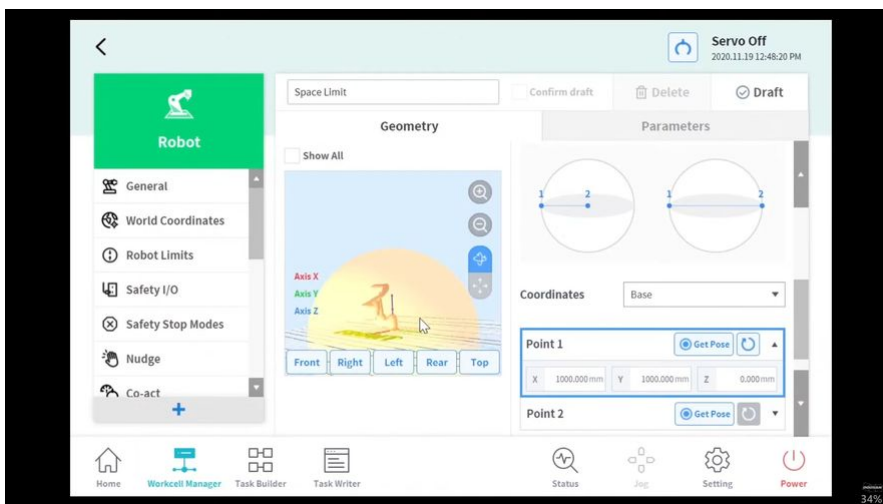 Servo Off
2020.11.19 12:48:20 PM
Robot
General
World Coordinates
Robot Limits
Safety I/O
Safety Stop Modes
Nudge
Co-act
+
Space Limit
Confirm draft
Delete
Draft
Geometry
Parameters
Show All
Axis X
Axis Y
Axis Z
Front
Right
Left
Rear
Top
1 2
1 2
Coordinates
Base
Point 1
Get Pose
X 1000.000 mm Y 1000.000 mm Z 0.000 mm
Point 2
Get Pose
Home
Workcell Manager
Task Builder
Task Writer
Status
Jog
Setting
Power
34%